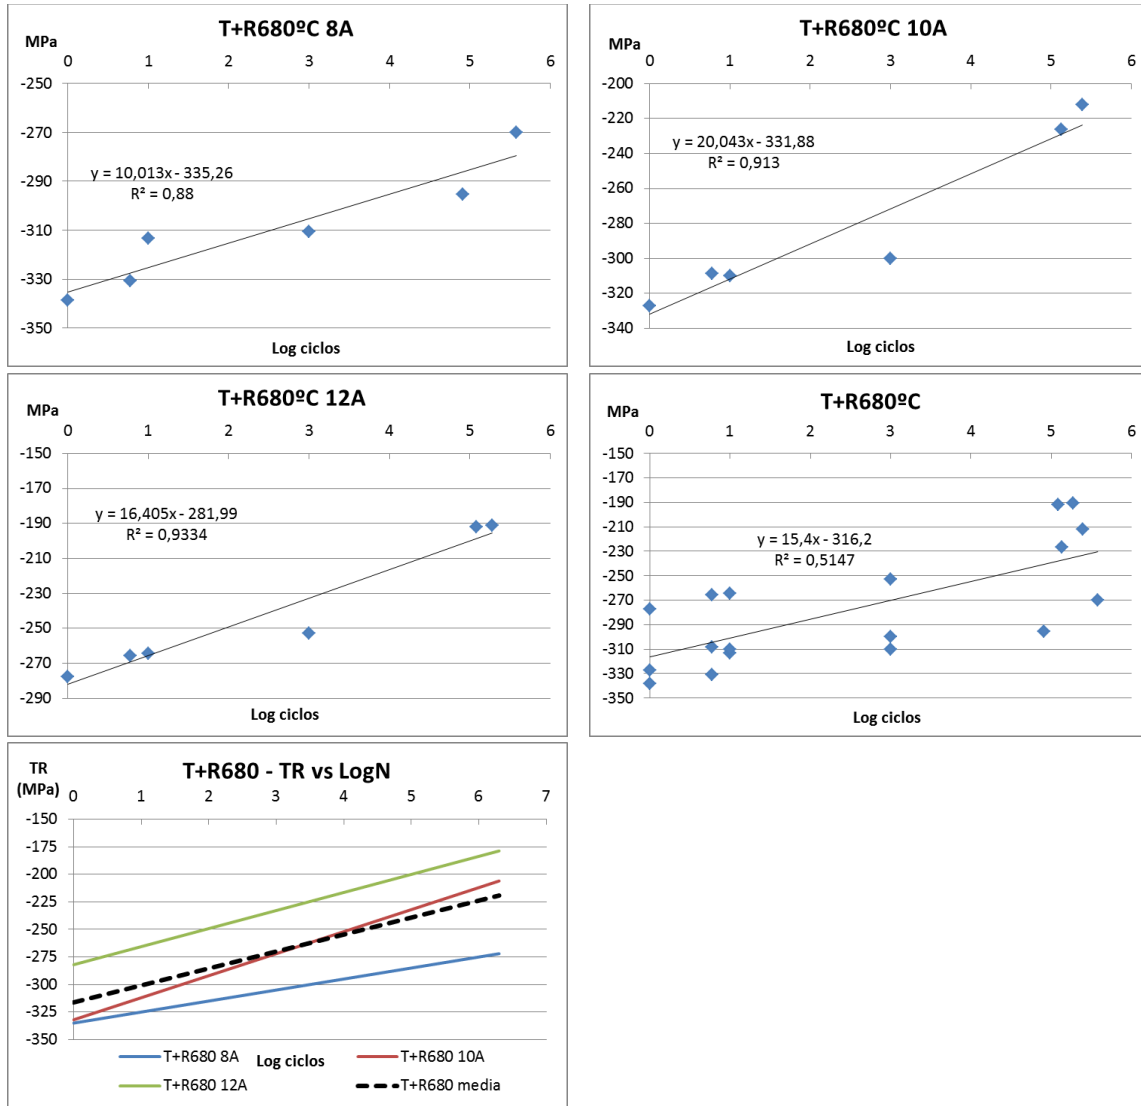 T+R680ºC 8A
MPa
0 1 2 3 4 5 6
-250
-270
-290
-310
-330
-350
y = 10,013x - 335,26
R² = 0,88
Log ciclos
T+R680ºC 10A
MPa
0 1 2 3 4 5 6
-200
-220
-240
-260
-280
-300
-320
-340
y = 20,043x - 331,88
R² = 0,913
Log ciclos
T+R680ºC 12A
MPa
0 1 2 3 4 5 6
-150
-170
-190
-210
-230
-250
-270
-290
y = 16,405x - 281,99
R² = 0,9334
Log ciclos
T+R680ºC
MPa
0 1 2 3 4 5 6
-150
-170
-190
-210
-230
-250
-270
-290
-310
-330
-350
y = 15,4x - 316,2
R² = 0,5147
Log ciclos
T+R680 - TR vs LogN
TR
(MPa)
0 1 2 3 4 5 6 7
-150
-175
-200
-225
-250
-275
-300
-325
-350
T+R680 8A
Log ciclos
T+R680 10A
T+R680 12A
T+R680 media